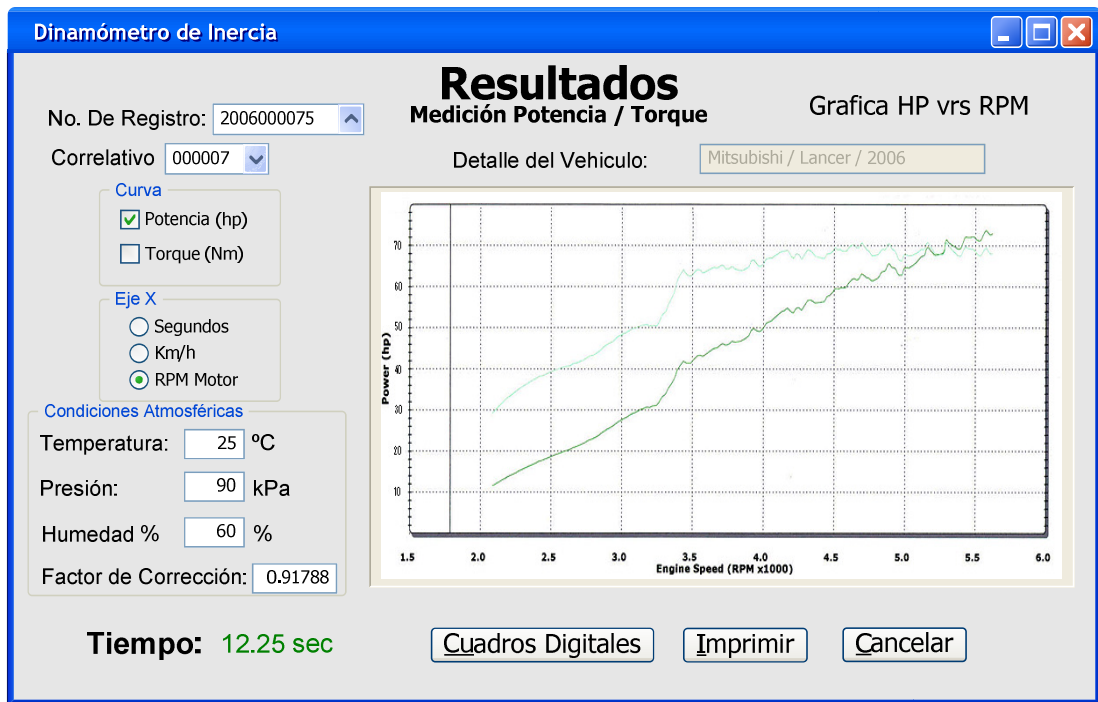 Dinamómetro de Inercia
Resultados
Medición Potencia / Torque
Grafica HP vrs RPM
No. De Registro: 2006000075
Correlativo 000007
Detalle del Vehiculo: Mitsubishi / Lancer / 2006
Curva
Potencia (hp)
Torque (Nm)
Eje X
Segundos
Km/h
RPM Motor
Condiciones Atmosféricas
Temperatura: 25 ºC
Presión: 90 kPa
Humedad % 60 %
Factor de Corrección: 0.91788
Power (hp)
70
60
50
40
30
20
10
1.5 2.0 2.5 3.0 3.5 4.0 4.5 5.0 5.5 6.0
Engine Speed (RPM x1000)
Tiempo: 12.25 sec
Cuadros Digitales
Imprimir
Cancelar